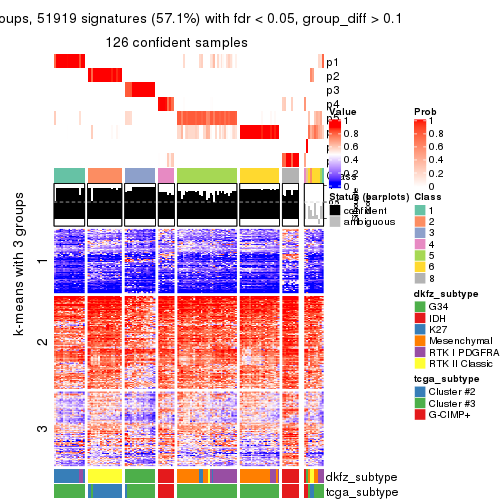 oups, 51919 signatures (57.1%) with fdr < 0.05, group_diff > 0.1
126 confident samples
p1
p2
p3
p4
Value
1
0.8
0.6
0.4
0.2
0
Prob
1
0.8
0.6
0.4
0.2
0
Status (barplots)
confident
ambiguous
Class
1
2
3
4
5
6
8
k-means with 3 groups
1
2
3
dkfz_subtype
G34
IDH
K27
Mesenchymal
RTK I PDGFRA
RTK II Classic
tcga_subtype
Cluster #2
Cluster #3
G-CIMP+
dkfz_subtype
tcga_subtype